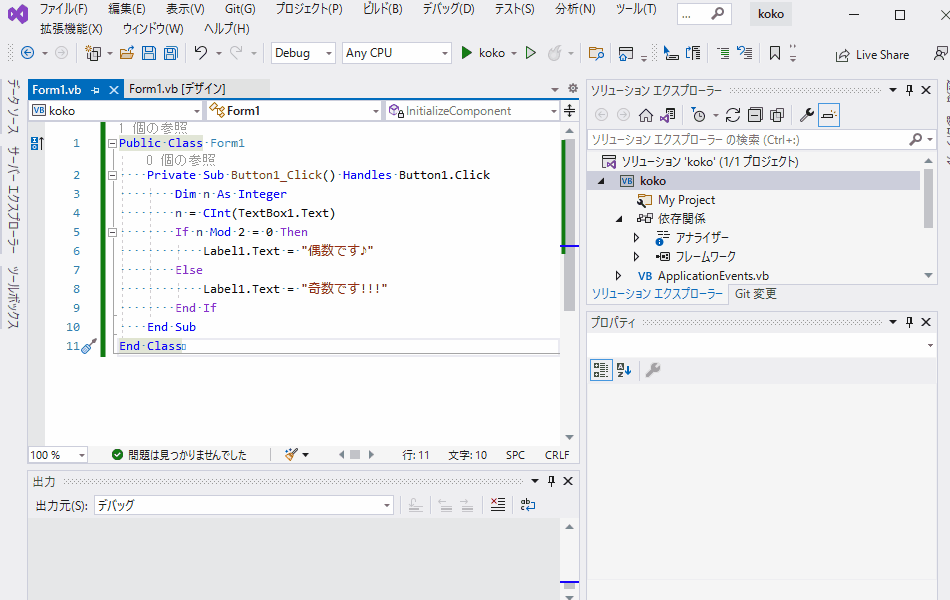 ファイル(F) 編集(E) 表示(V) Git(G) プロジェクト(P) ビルド(B) デバッグ(D) テスト(S) 分析(N) ツール(T) ... koko
拡張機能(X) ウィンドウ(W) ヘルプ(H)
Debug Any CPU koko Live Share
データソース
サーバー エクスプローラー
ツールボックス
Form1.vb Form1.vb [デザイン]
VB koko Form1 InitializeComponent
1 個の参照
1 Public Class Form1
0 個の参照
2 Private Sub Button1_Click() Handles Button1.Click
3 Dim n As Integer
4 n = CInt(TextBox1.Text)
5 If n Mod 2 = 0 Then
6 Label1.Text = "偶数です♪"
7 Else
8 Label1.Text = "奇数です!!!"
9 End If
10 End Sub
11 End Class
100 % 問題は見つかりませんでした 行: 11 文字: 10 SPC CRLF
出力
出力元(S): デバッグ
ソリューション エクスプローラー
ソリューション エクスプローラー の検索 (Ctrl+:)
ソリューション 'koko' (1/1 プロジェクト)
VB koko
My Project
依存関係
アナライザー
フレームワーク
VB ApplicationEvents.vb
ソリューション エクスプローラー Git 変更
プロパティ